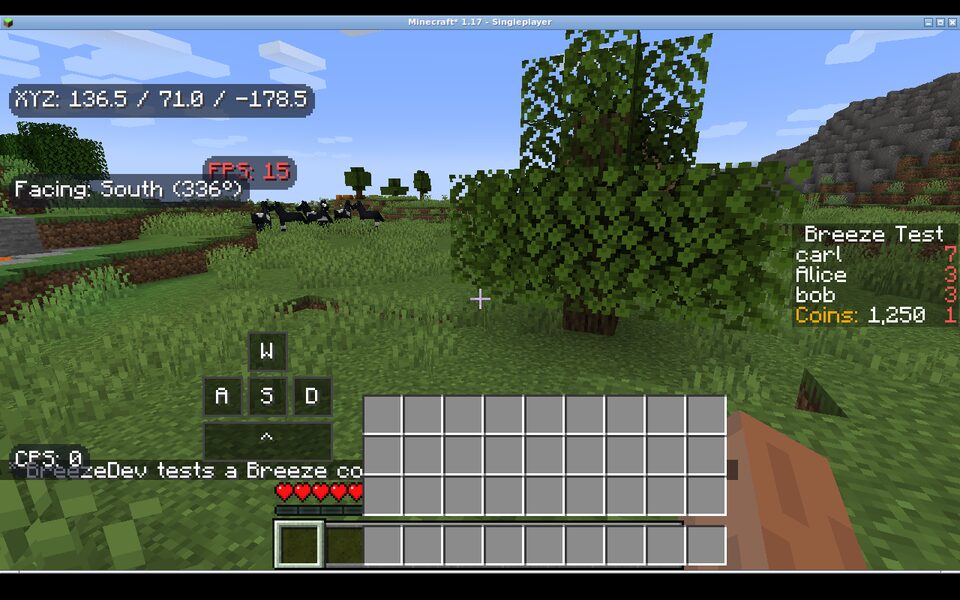 Minecraft* 1.17 - Singleplayer
XYZ: 136.5 / 71.0 / -178.5
FPS: 15
Facing: South (336°)
Breeze Test
carl 7
Alice 3
bob 3
Coins: 1,250 1
W
A S D
^
CPS: 0
* BreezeDev tests a Breeze co